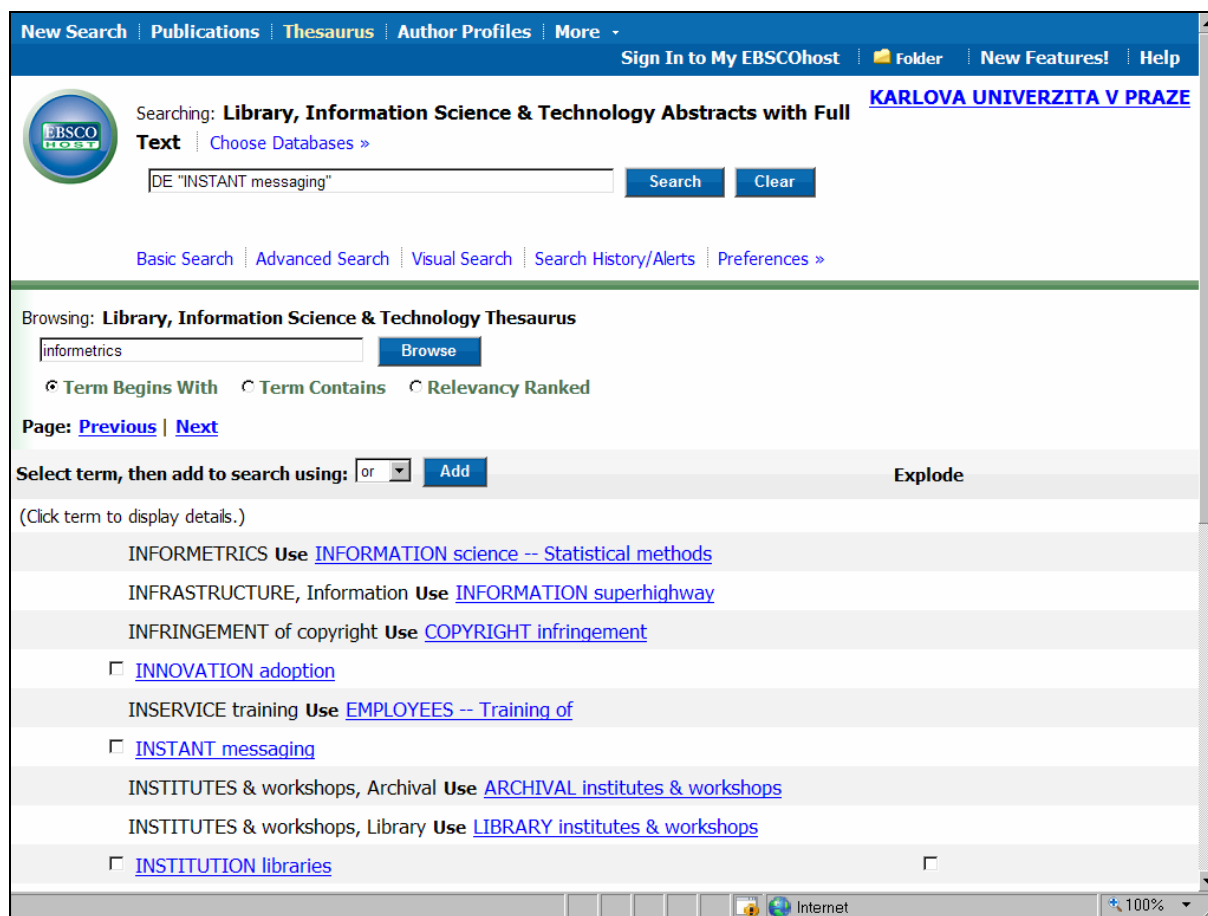 New Search Publications Thesaurus Author Profiles More
Sign In to My EBSCOhost Folder New Features! Help
KARLOVA UNIVERZITA V PRAZE
EBSCO
HOST
Searching: Library, Information Science & Technology Abstracts with Full
Text Choose Databases »
DE "INSTANT messaging" Search Clear
Basic Search Advanced Search Visual Search Search History/Alerts Preferences »
Browsing: Library, Information Science & Technology Thesaurus
informetrics Browse
Term Begins With Term Contains Relevancy Ranked
Page: Previous | Next
Select term, then add to search using: or Add Explode
(Click term to display details.)
INFORMETRICS Use INFORMATION science -- Statistical methods
INFRASTRUCTURE, Information Use INFORMATION superhighway
INFRINGEMENT of copyright Use COPYRIGHT infringement
INNOVATION adoption
INSERVICE training Use EMPLOYEES -- Training of
INSTANT messaging
INSTITUTES & workshops, Archival Use ARCHIVAL institutes & workshops
INSTITUTES & workshops, Library Use LIBRARY institutes & workshops
INSTITUTION libraries
Internet 100%